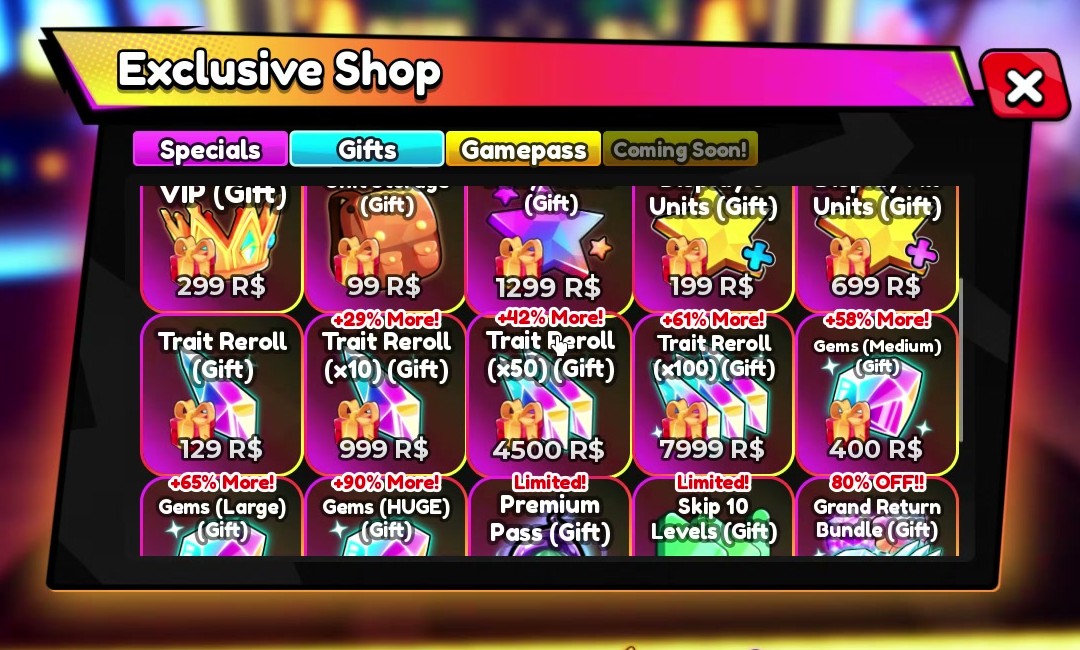 Exclusive Shop
Specials
Gifts
Gamepass
Coming Soon!
VIP (Gift)
299 R$
(Gift)
99 R$
(Gift)
1299 R$
Units (Gift)
199 R$
Units (Gift)
699 R$
Trait Reroll
(Gift)
129 R$
+29% More!
Trait Reroll
(x10) (Gift)
999 R$
+42% More!
Trait Reroll
(x50) (Gift)
4500 R$
+61% More!
Trait Reroll
(x100) (Gift)
7999 R$
+58% More!
Gems (Medium)
(Gift)
400 R$
+65% More!
Gems (Large)
(Gift)
+90% More!
Gems (HUGE)
(Gift)
Limited!
Premium
Pass (Gift)
Limited!
Skip 10
Levels (Gift)
80% OFF!!
Grand Return
Bundle (Gift)